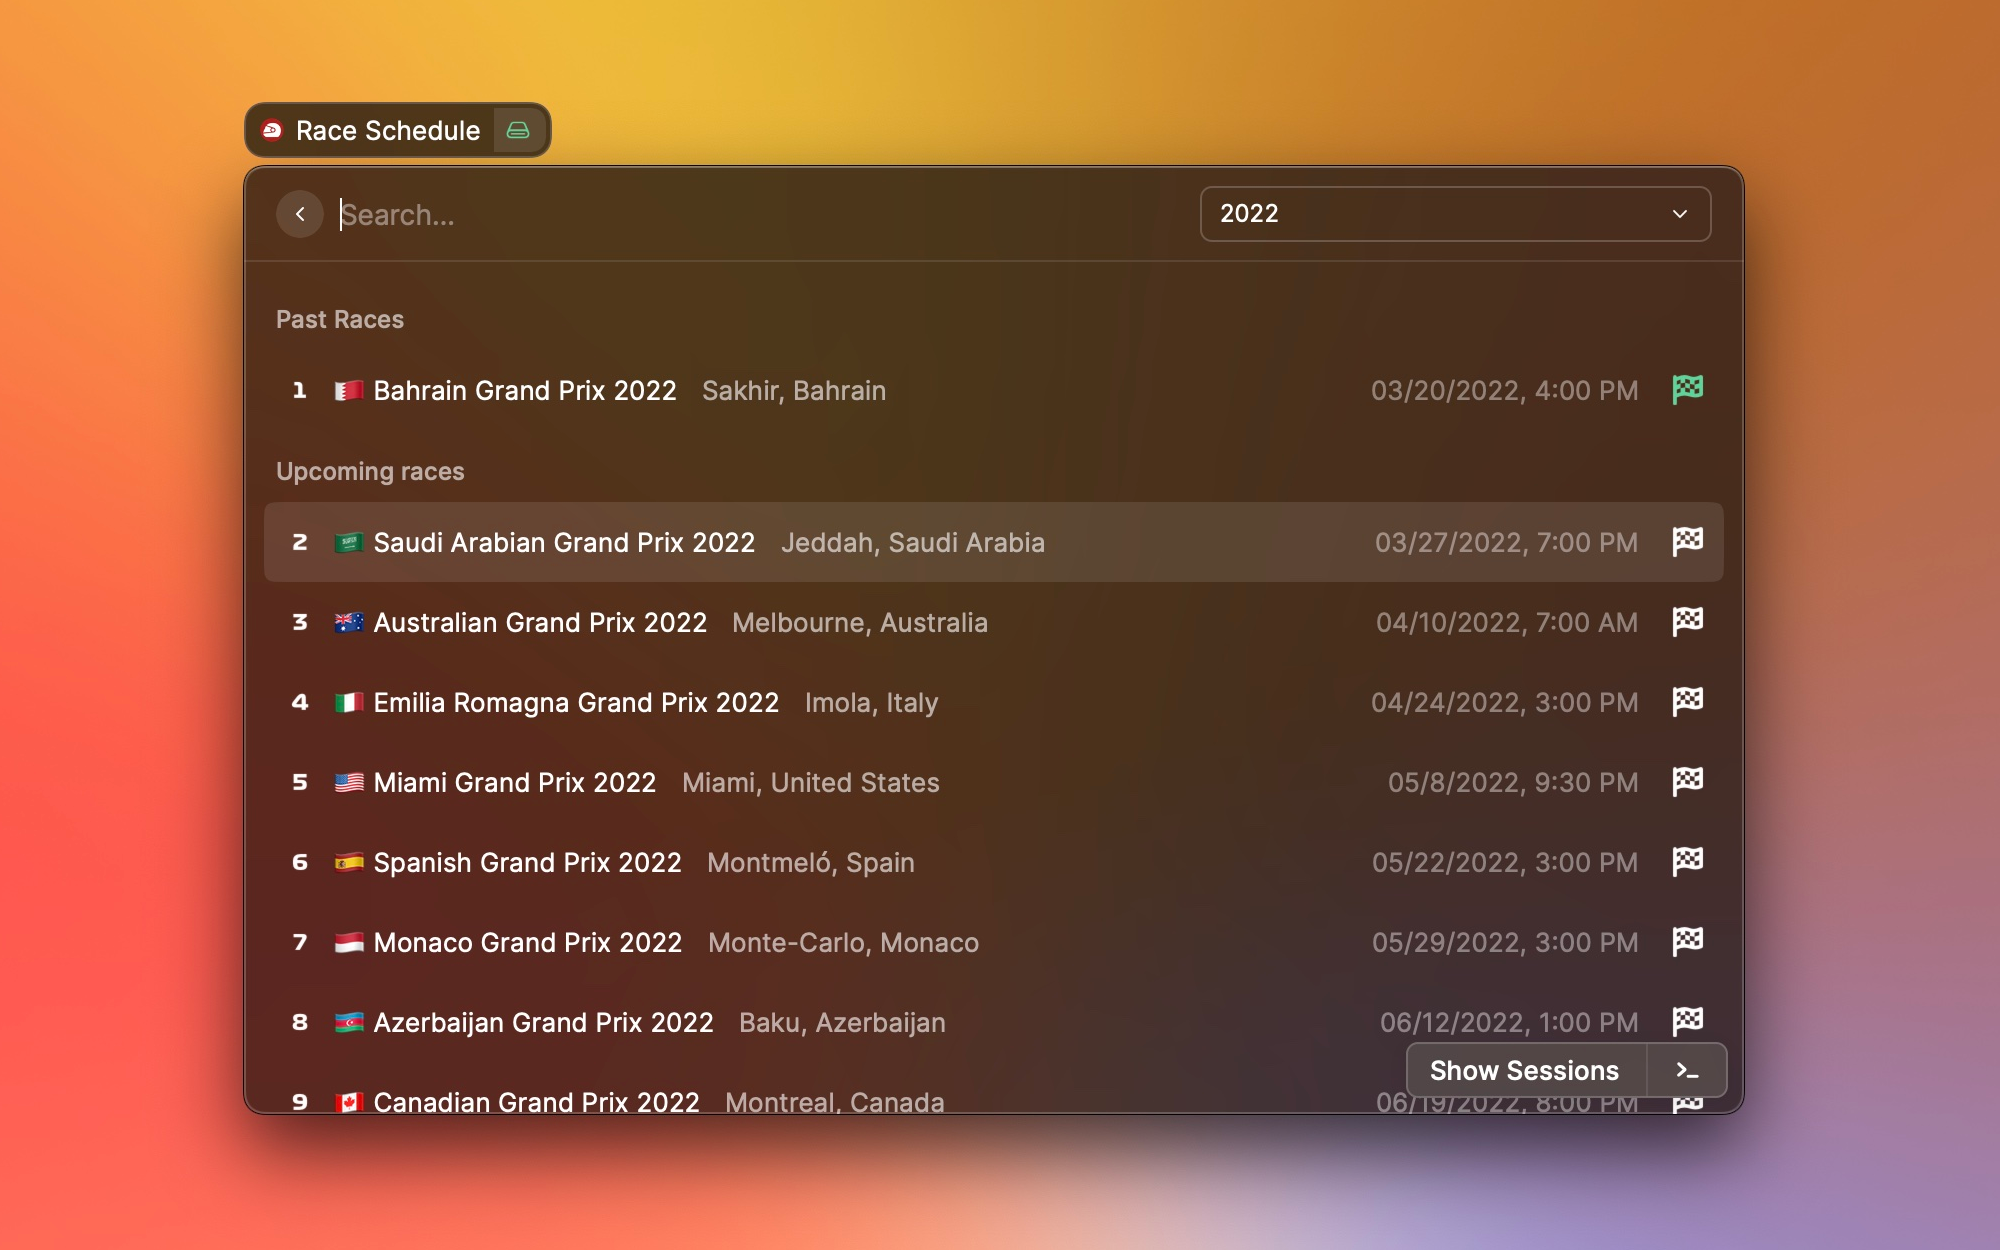 Race Schedule
Search...
2022
Past Races
1 Bahrain Grand Prix 2022 Sakhir, Bahrain 03/20/2022, 4:00 PM
Upcoming races
2 Saudi Arabian Grand Prix 2022 Jeddah, Saudi Arabia 03/27/2022, 7:00 PM
3 Australian Grand Prix 2022 Melbourne, Australia 04/10/2022, 7:00 AM
4 Emilia Romagna Grand Prix 2022 Imola, Italy 04/24/2022, 3:00 PM
5 Miami Grand Prix 2022 Miami, United States 05/8/2022, 9:30 PM
6 Spanish Grand Prix 2022 Montmeló, Spain 05/22/2022, 3:00 PM
7 Monaco Grand Prix 2022 Monte-Carlo, Monaco 05/29/2022, 3:00 PM
8 Azerbaijan Grand Prix 2022 Baku, Azerbaijan 06/12/2022, 1:00 PM
Show Sessions
9 Canadian Grand Prix 2022 Montreal, Canada 06/19/2022, 8:00 PM